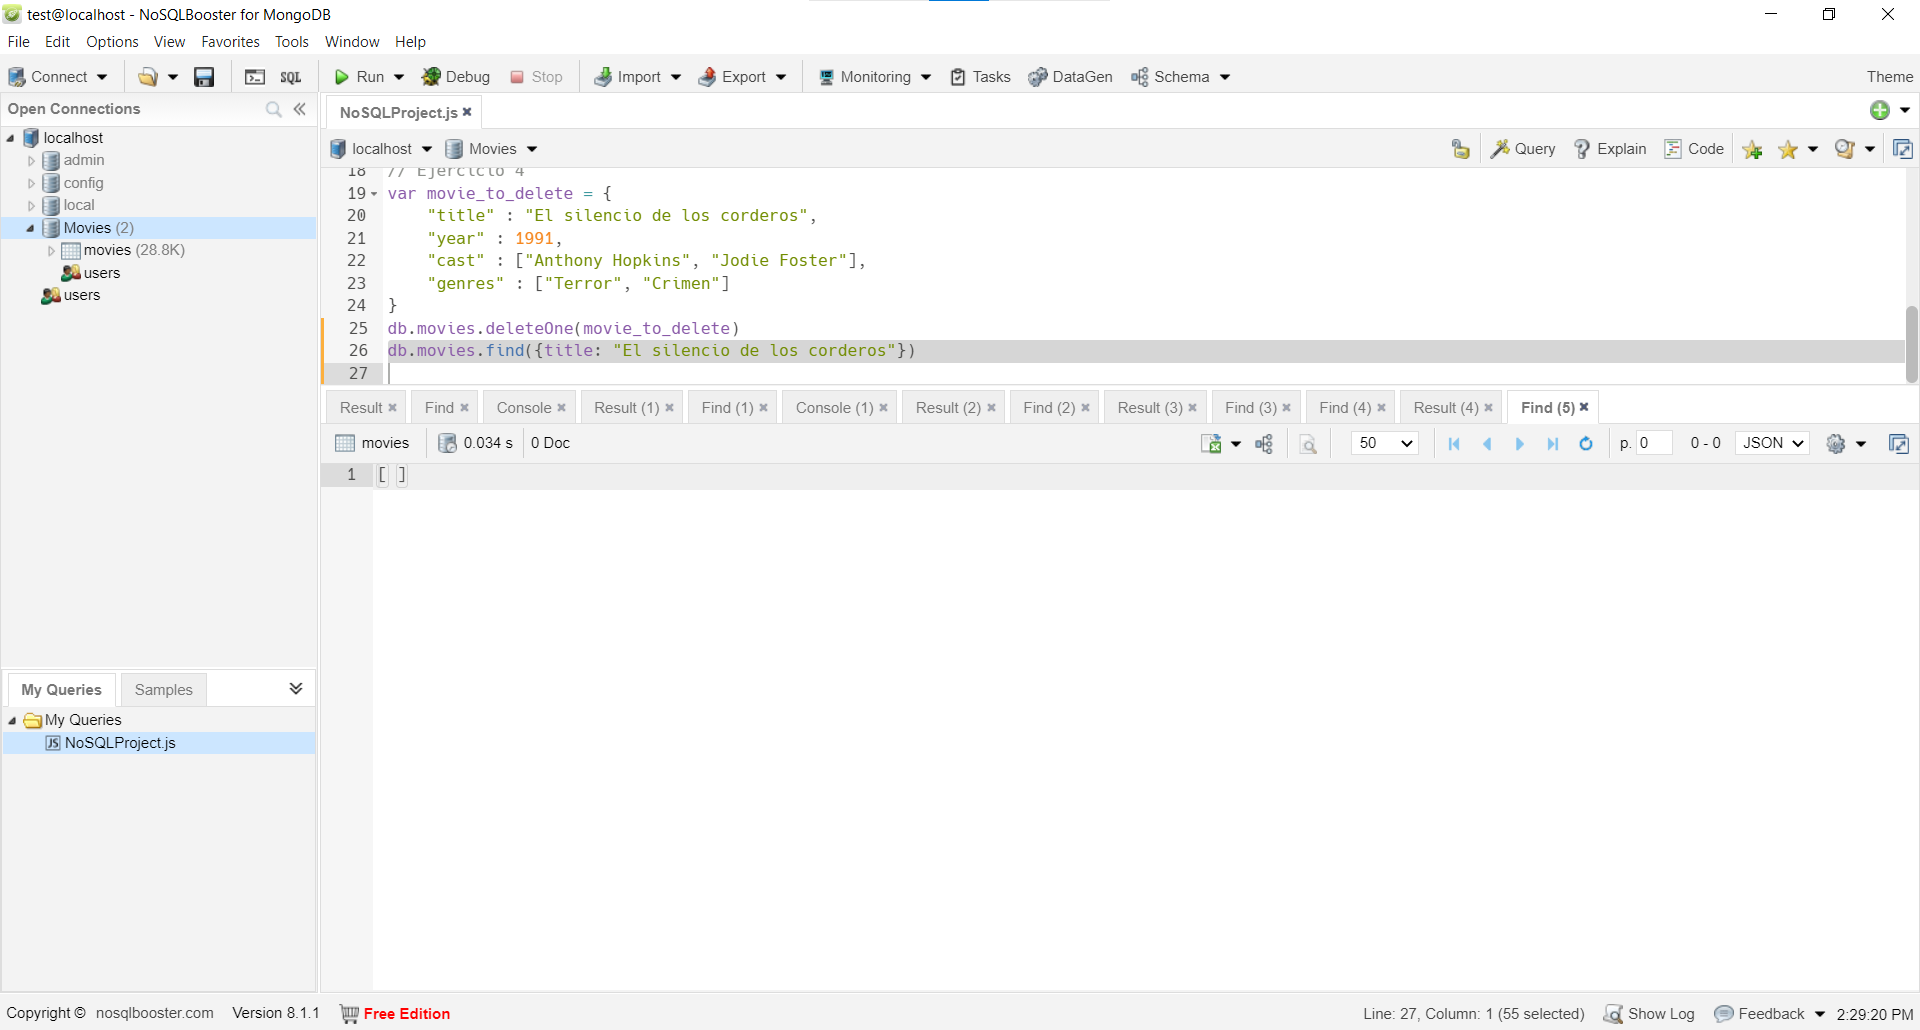 test@localhost - NoSQLBooster for MongoDB
File Edit Options View Favorites Tools Window Help
Connect SQL Run Debug Stop Import Export Monitoring Tasks DataGen Schema Theme
Open Connections
NoSQLProject.js
localhost
admin
config
local
Movies (2)
movies (28.8K)
users
users
localhost Movies Query Explain Code
18 // Ejercicio 4
19 var movie_to_delete = {
20 "title" : "El silencio de los corderos",
21 "year" : 1991,
22 "cast" : ["Anthony Hopkins", "Jodie Foster"],
23 "genres" : ["Terror", "Crimen"]
24 }
25 db.movies.deleteOne(movie_to_delete)
26 db.movies.find({title: "El silencio de los corderos"})
27
Result Find Console Result (1) Find (1) Console (1) Result (2) Find (2) Result (3) Find (3) Find (4) Result (4) Find (5)
movies 0.034 s 0 Doc 50 p. 0 0 - 0 JSON
1 [ ]
My Queries Samples
My Queries
JS NoSQLProject.js
Copyright © nosqlbooster.com Version 8.1.1 Free Edition Line: 27, Column: 1 (55 selected) Show Log Feedback 2:29:20 PM